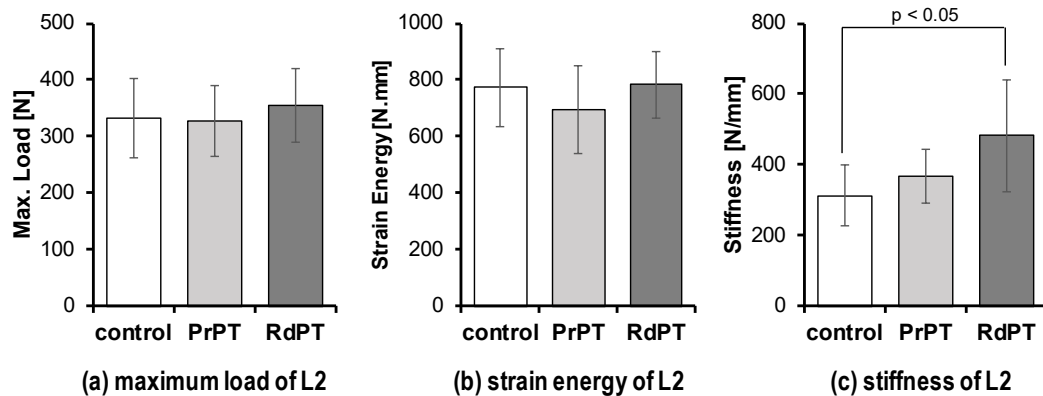 Max. Load [N]
500
400
300
200
100
0
control PrPT RdPT
(a) maximum load of L2
Strain Energy [N.mm]
1000
800
600
400
200
0
control PrPT RdPT
(b) strain energy of L2
p < 0.05
Stiffness [N/mm]
800
600
400
200
0
control PrPT RdPT
(c) stiffness of L2